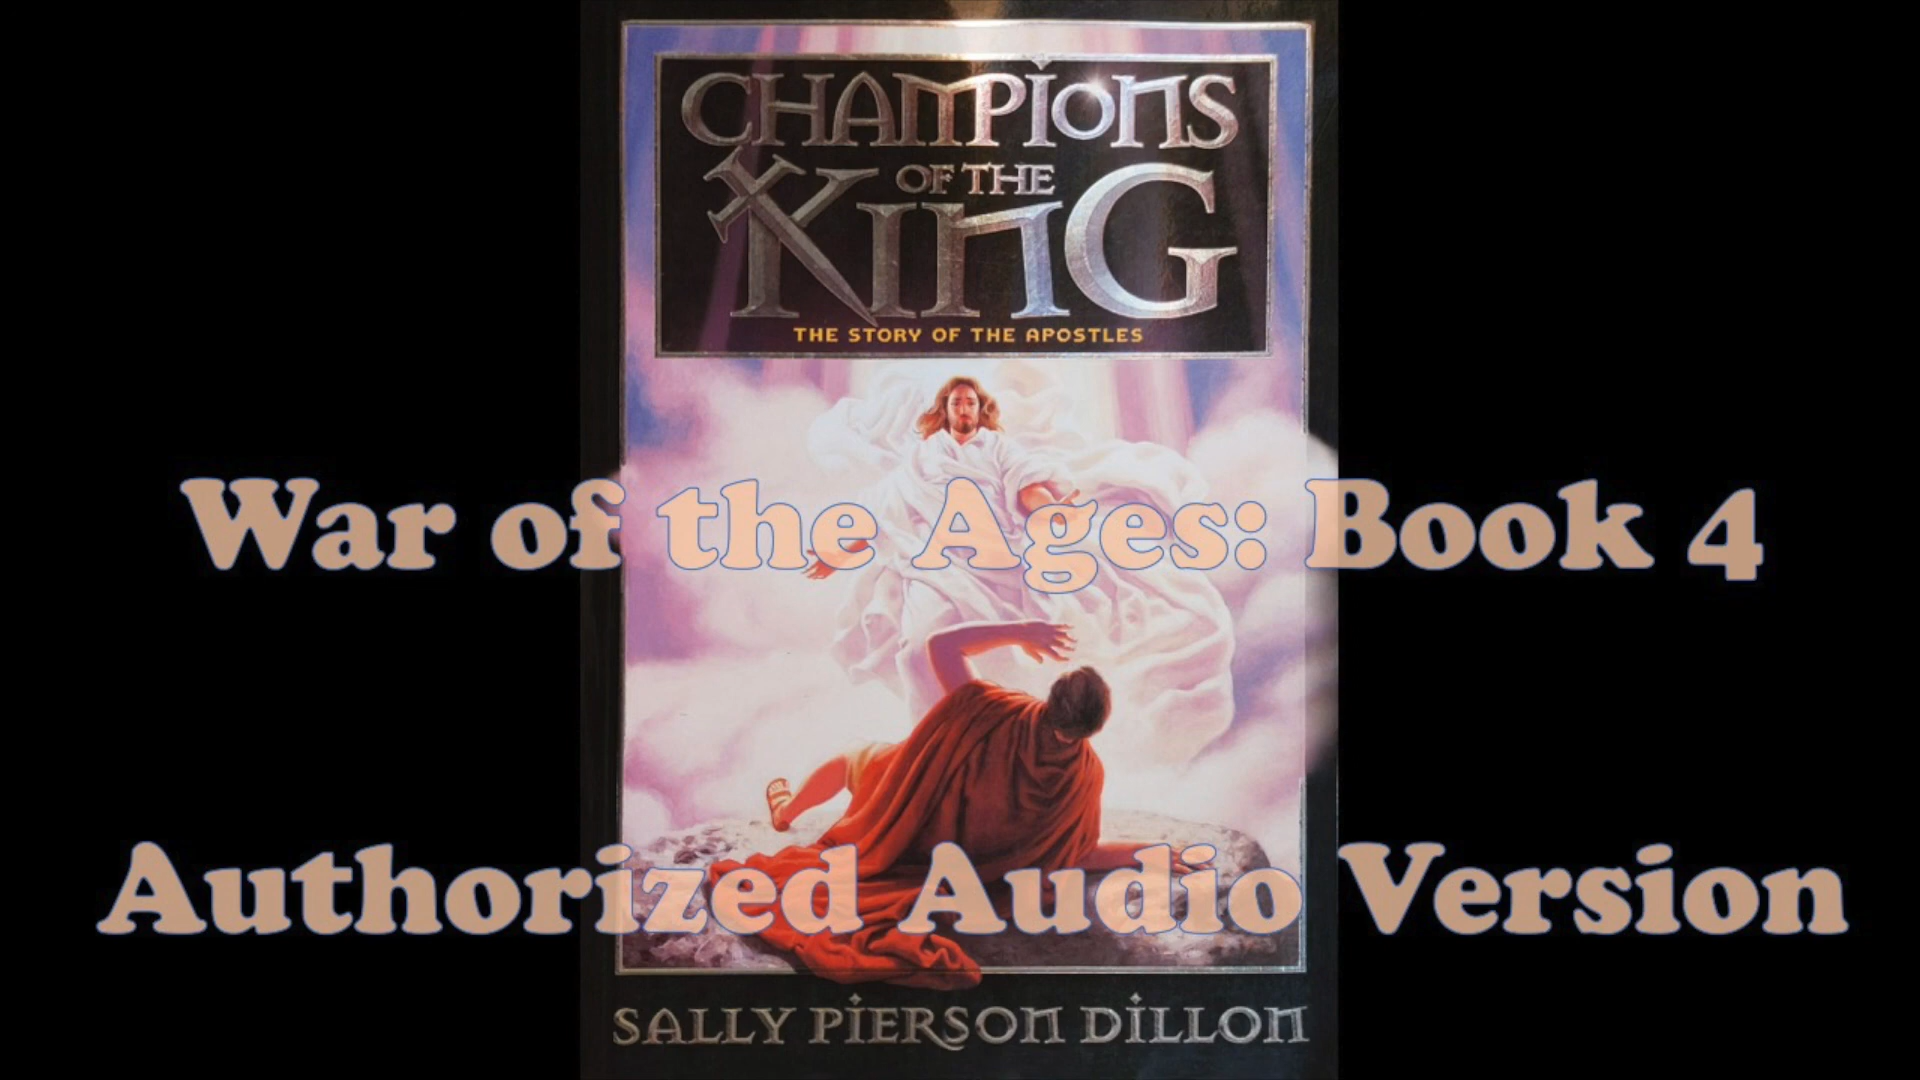 CHAMPIONS
OF THE
KING
THE STORY OF THE APOSTLES
War of the Ages: Book 4
Authorized Audio Version
SALLY PIERSON DILLON